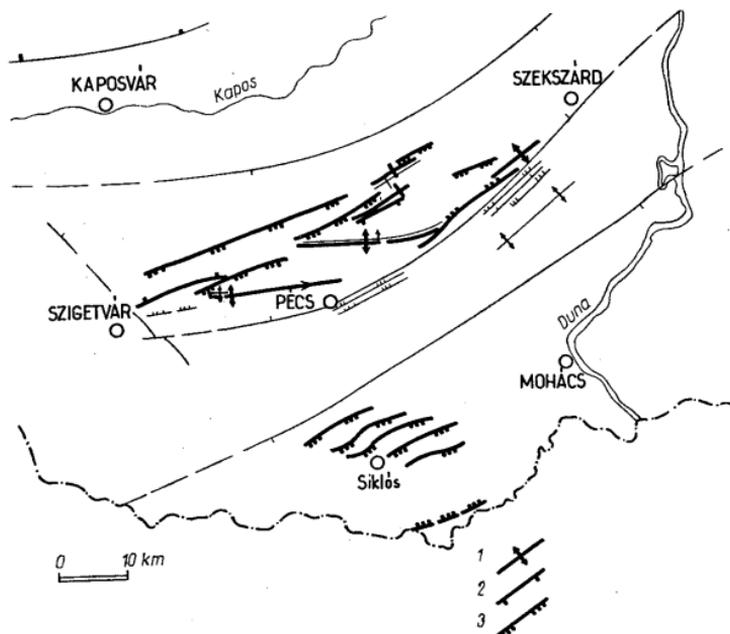 KAPOSVÁR
Kapos
SZEKSZÁRD
SZIGETVÁR
PÉCS
Duna
MOHÁCS
Siklós
0 10 km
1
2
3